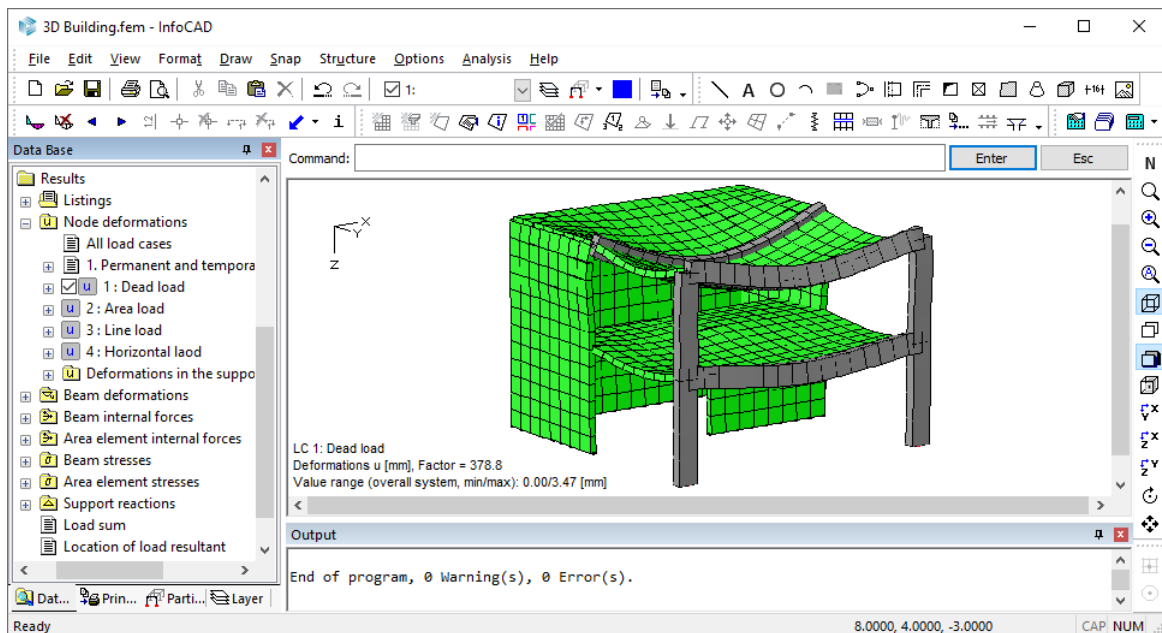 3D Building.fem - InfoCAD
File Edit View Format Draw Snap Structure Options Analysis Help
1:
A
+16+
i
Data Base
Command:
Enter
Esc
N
Results
Listings
Node deformations
All load cases
1. Permanent and tempora
1 : Dead load
2 : Area load
3 : Line load
4 : Horizontal laod
Deformations in the suppo
Beam deformations
Beam internal forces
Area element internal forces
Beam stresses
Area element stresses
Support reactions
Load sum
Location of load resultant
X
Y
Z
LC 1: Dead load
Deformations u [mm], Factor = 378.8
Value range (overall system, min/max): 0.00/3.47 [mm]
Output
End of program, 0 Warning(s), 0 Error(s).
Dat... Prin... Parti... Layer
Ready
8.0000, 4.0000, -3.0000
CAP NUM